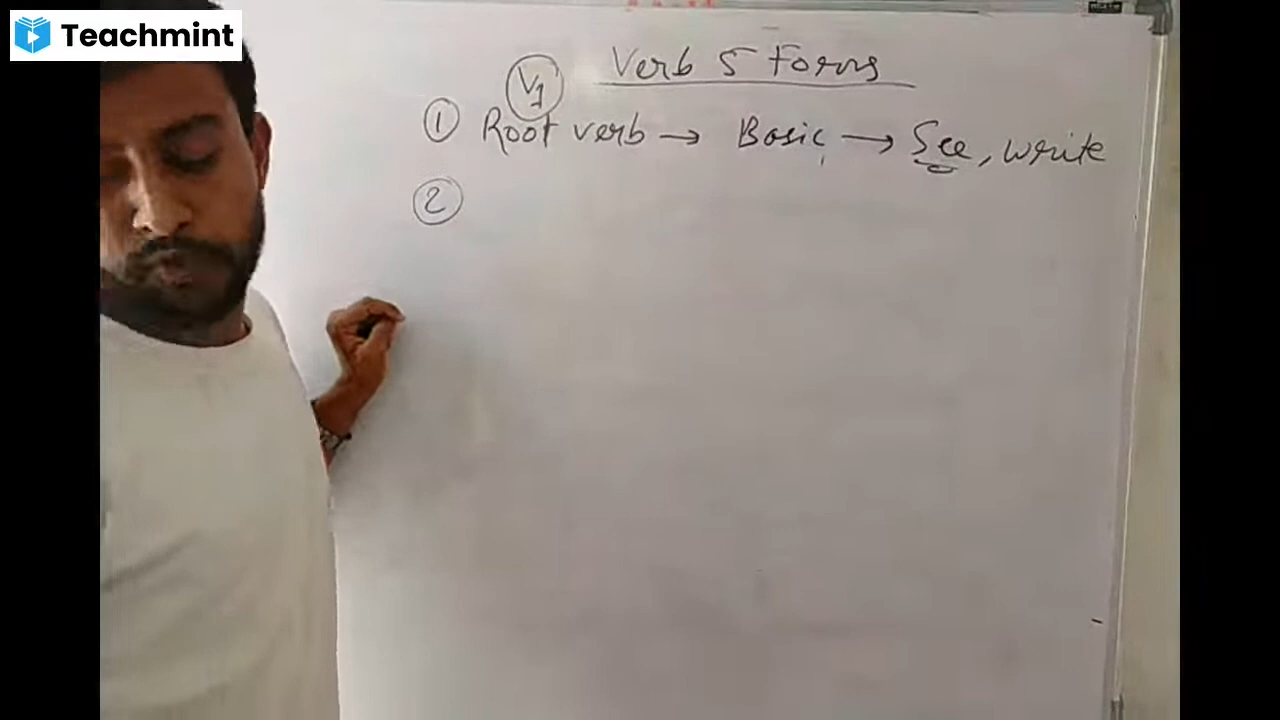 Teachmint
Verb 5 Forms
V1
① Root verb → Basic → See, write
②